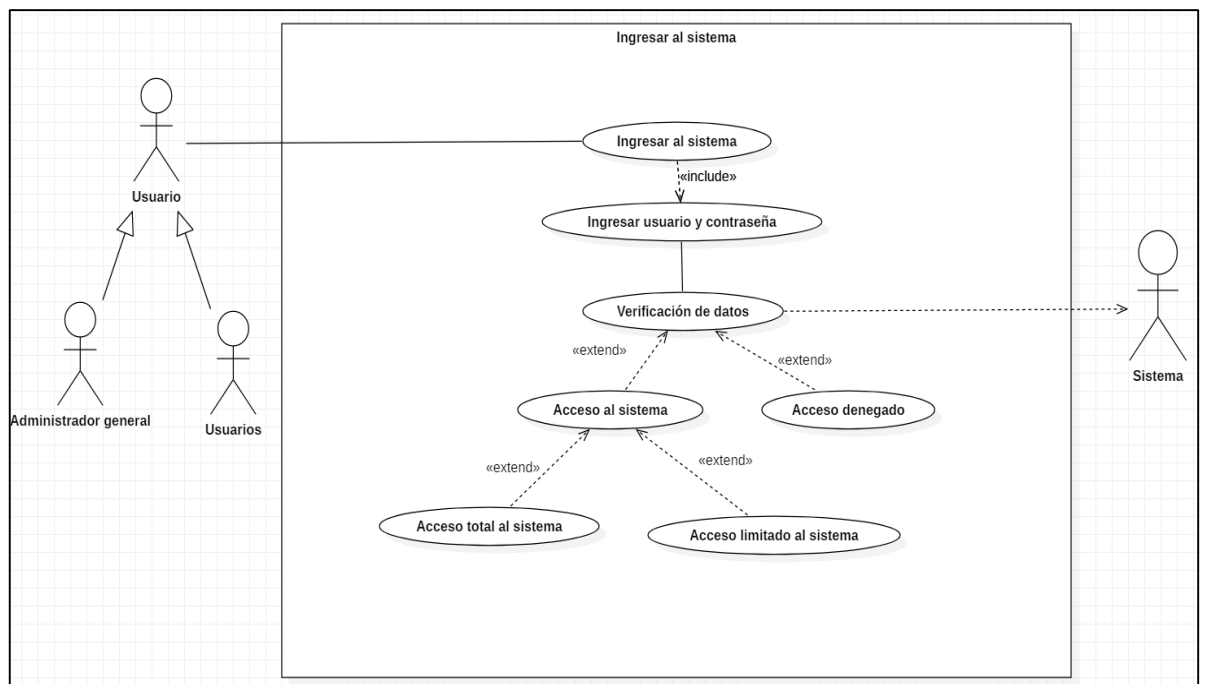 Ingresar al sistema
Usuario
Ingresar al sistema
«include»
Ingresar usuario y contraseña
Verificación de datos
Sistema
«extend»
«extend»
Administrador general
Usuarios
Acceso al sistema
Acceso denegado
«extend»
«extend»
Acceso total al sistema
Acceso limitado al sistema